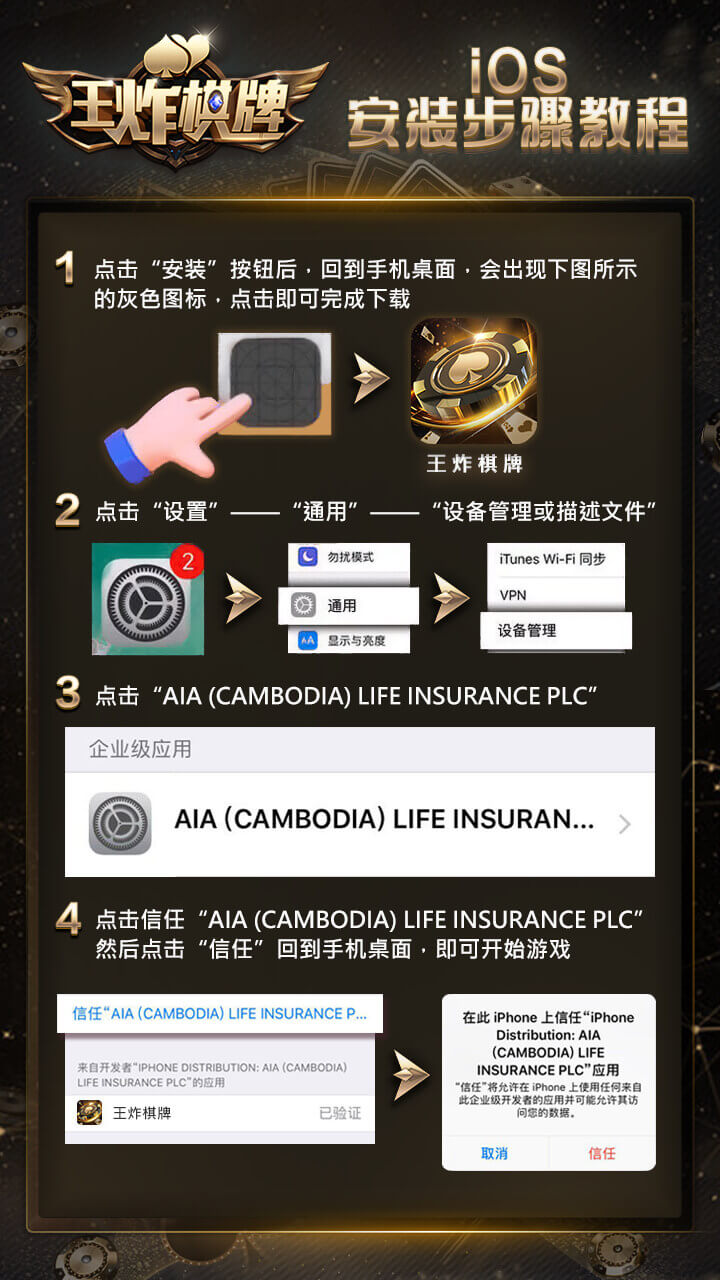 王炸棋牌
iOS
安装步骤教程
1
点击“安装”按钮后，回到手机桌面，会出现下图所示
的灰色图标，点击即可完成下载
王炸棋牌
2
点击“设置”——“通用”——“设备管理或描述文件”
2
勿扰模式
通用
AA 显示与亮度
iTunes Wi-Fi 同步
VPN
设备管理
3
点击“AIA (CAMBODIA) LIFE INSURANCE PLC”
企业级应用
AIA (CAMBODIA) LIFE INSURAN...
4
点击信任“AIA (CAMBODIA) LIFE INSURANCE PLC”
然后点击“信任”回到手机桌面，即可开始游戏
信任“AIA (CAMBODIA) LIFE INSURANCE P...
来自开发者“IPHONE DISTRIBUTION: AIA (CAMBODIA)
LIFE INSURANCE PLC”的应用
王炸棋牌 已验证
在此 iPhone 上信任“iPhone
Distribution: AIA
(CAMBODIA) LIFE
INSURANCE PLC”应用
“信任”将允许在 iPhone 上使用任何来自
此企业级开发者的应用并可能允许其访
问您的数据。
取消 信任